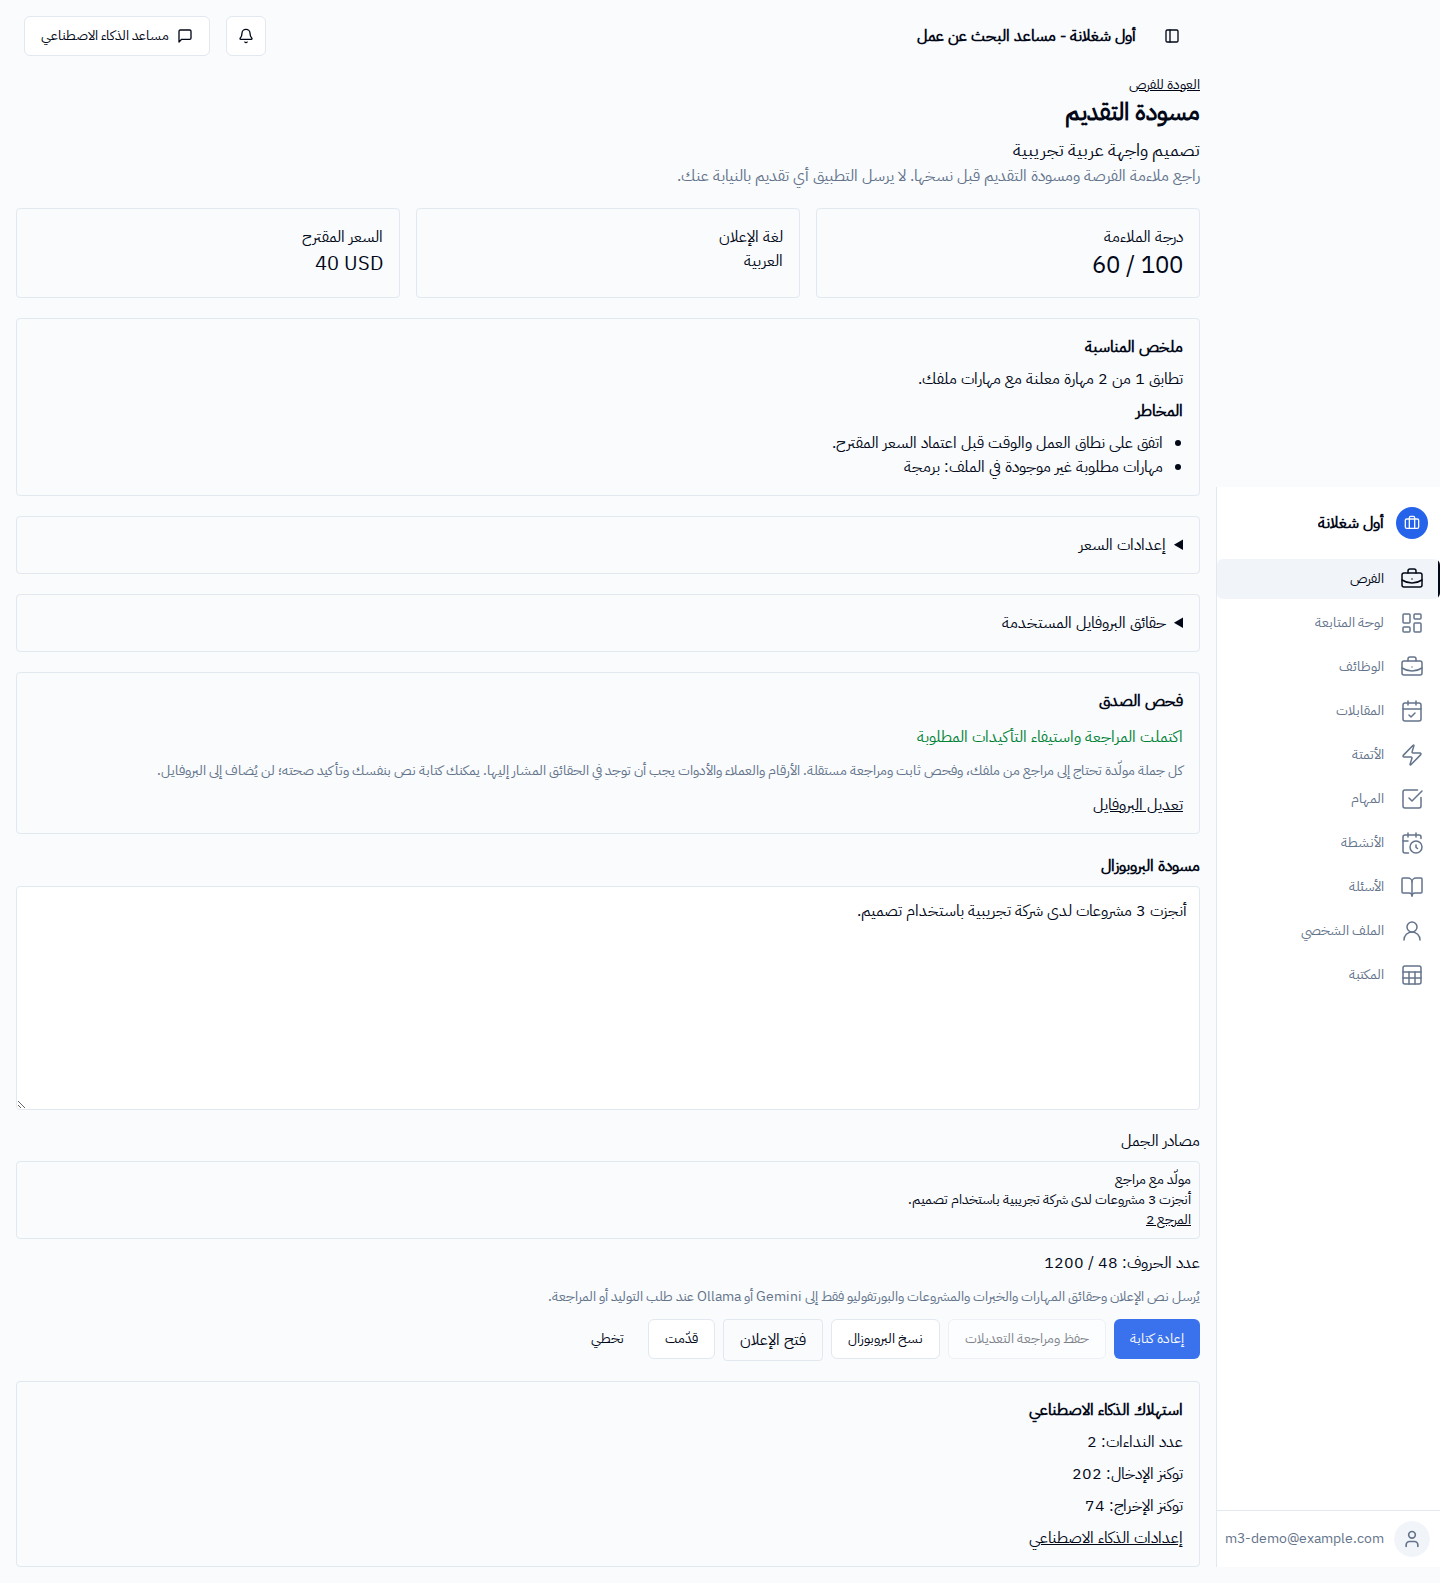 أول شغلانة - مساعد البحث عن عمل
مساعد الذكاء الاصطناعي
العودة للفرص
مسودة التقديم
تصميم واجهة عربية تجريبية
راجع ملاءمة الفرصة ومسودة التقديم قبل نسخها. لا يرسل التطبيق أي تقديم بالنيابة عنك.
درجة الملاءمة
60 / 100
لغة الإعلان
العربية
السعر المقترح
40 USD
ملخص المناسبة
تطابق 1 من 2 مهارة معلنة مع مهارات ملفك.
المخاطر
اتفق على نطاق العمل والوقت قبل اعتماد السعر المقترح.
مهارات مطلوبة غير موجودة في الملف: برمجة
إعدادات السعر
حقائق البروفايل المستخدمة
فحص الصدق
اكتملت المراجعة واستيفاء التأكيدات المطلوبة
كل جملة مولّدة تحتاج إلى مراجع من ملفك، وفحص ثابت ومراجعة مستقلة. الأرقام والعملاء والأدوات يجب أن توجد في الحقائق المشار إليها. يمكنك كتابة نص بنفسك وتأكيد صحته؛ لن يُضاف إلى البروفايل.
تعديل البروفايل
مسودة البروبوزال
أنجزت 3 مشروعات لدى شركة تجريبية باستخدام تصميم.
مصادر الجمل
مولّد مع مراجع
أنجزت 3 مشروعات لدى شركة تجريبية باستخدام تصميم.
المرجع 2
عدد الحروف: 48 / 1200
يُرسل نص الإعلان وحقائق المهارات والخبرات والمشروعات والبورتفوليو فقط إلى Gemini أو Ollama عند طلب التوليد أو المراجعة.
إعادة كتابة
حفظ ومراجعة التعديلات
نسخ البروبوزال
فتح الإعلان
قدّمت
تخطي
استهلاك الذكاء الاصطناعي
عدد النداءات: 2
توكنز الإدخال: 202
توكنز الإخراج: 74
إعدادات الذكاء الاصطناعي
أول شغلانة
الفرص
لوحة المتابعة
الوظائف
المقابلات
الأتمتة
المهام
الأنشطة
الأسئلة
الملف الشخصي
المكتبة
m3-demo@example.com